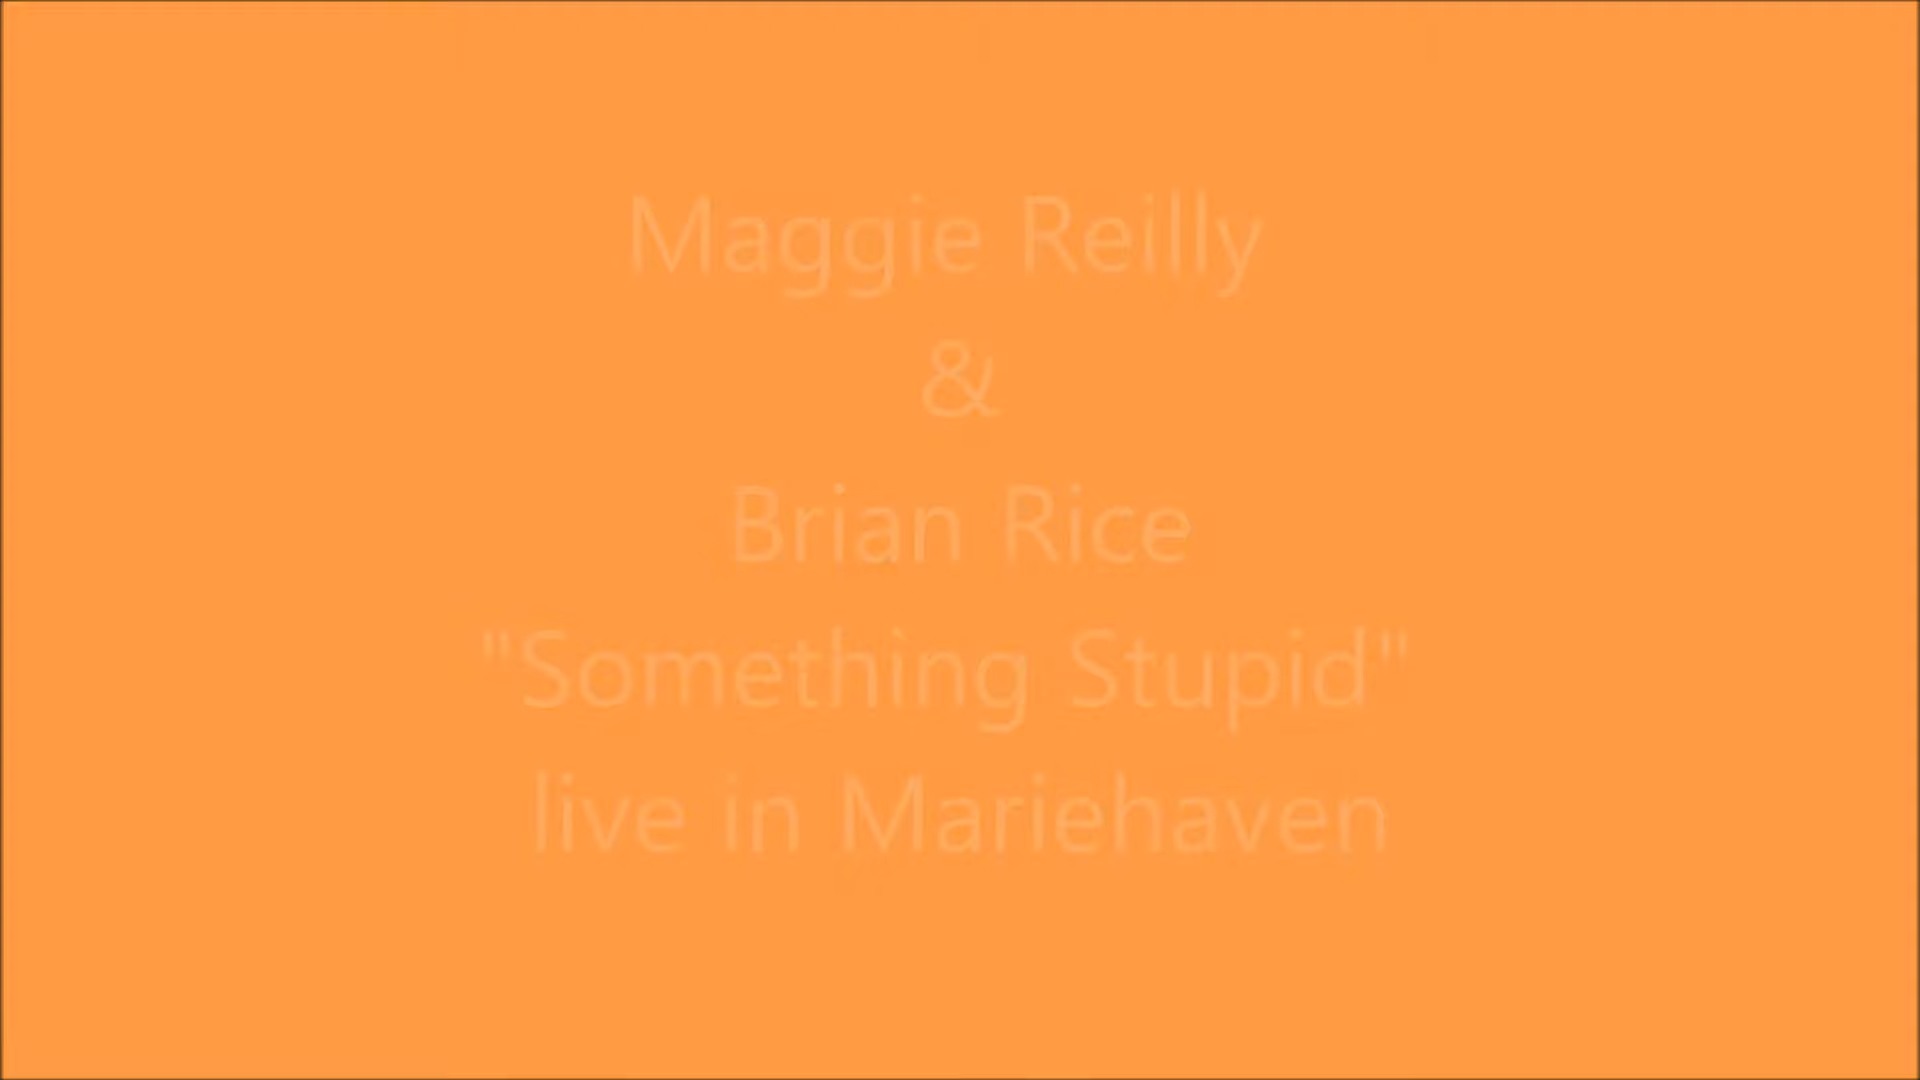 Maggie Reilly
&
Brian Rice
"Something Stupid"
live in Mariehaven